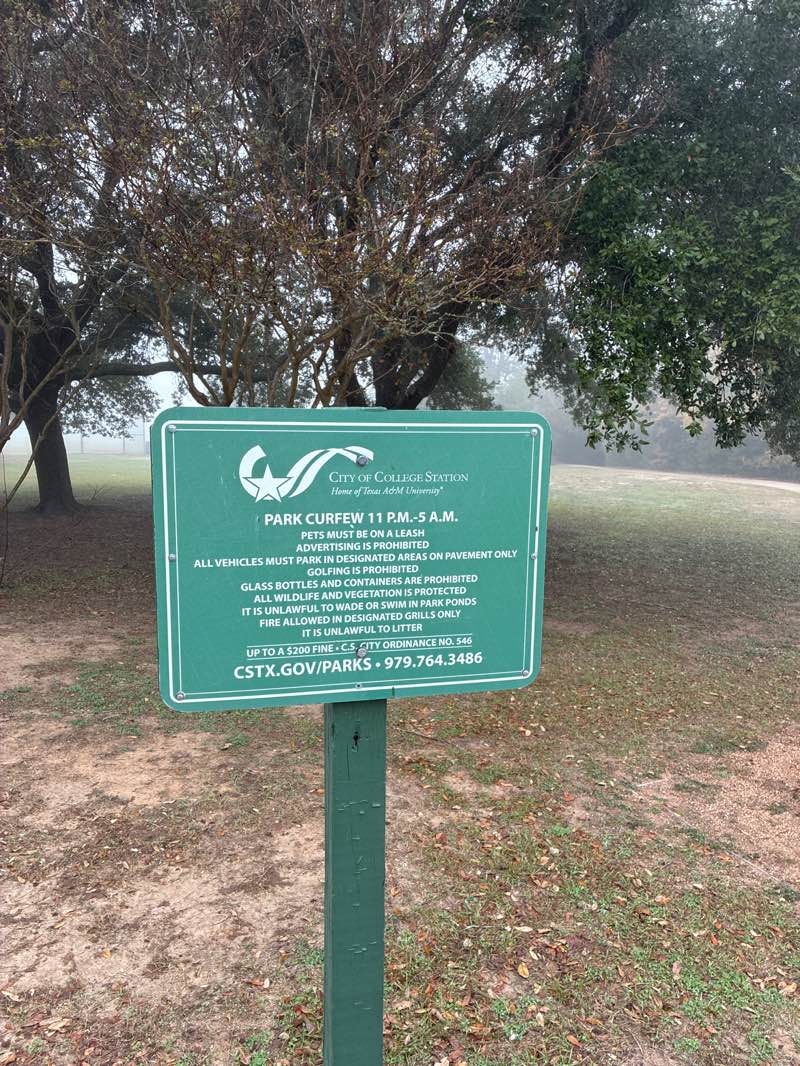 CITY OF COLLEGE STATION
Home of Texas A&M University®
PARK CURFEW 11 P.M.-5 A.M.
PETS MUST BE ON A LEASH
ADVERTISING IS PROHIBITED
ALL VEHICLES MUST PARK IN DESIGNATED AREAS ON PAVEMENT ONLY
GOLFING IS PROHIBITED
GLASS BOTTLES AND CONTAINERS ARE PROHIBITED
ALL WILDLIFE AND VEGETATION IS PROTECTED
IT IS UNLAWFUL TO WADE OR SWIM IN PARK PONDS
FIRE ALLOWED IN DESIGNATED GRILLS ONLY
IT IS UNLAWFUL TO LITTER
UP TO A $200 FINE • C.S. CITY ORDINANCE NO. 546
CSTX.GOV/PARKS • 979.764.3486